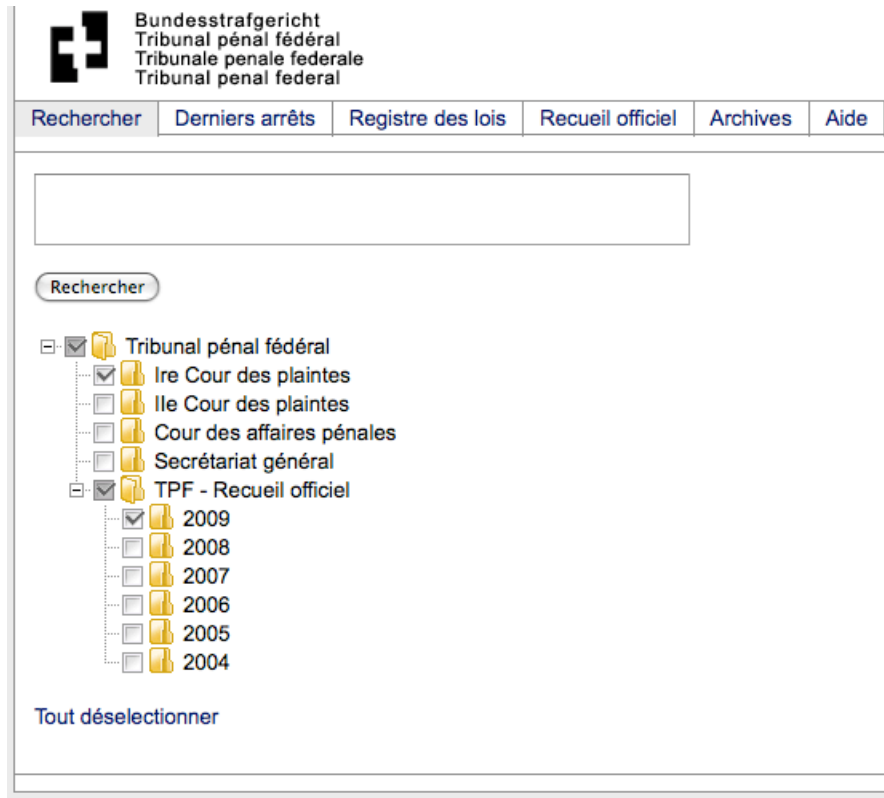 Bundesstrafgericht
Tribunal pénal fédéral
Tribunale penale federale
Tribunal penal federal
Rechercher Derniers arrêts Registre des lois Recueil officiel Archives Aide
Rechercher
Tribunal pénal fédéral
Ire Cour des plaintes
IIe Cour des plaintes
Cour des affaires pénales
Secrétariat général
TPF - Recueil officiel
2009
2008
2007
2006
2005
2004
Tout déselectionner